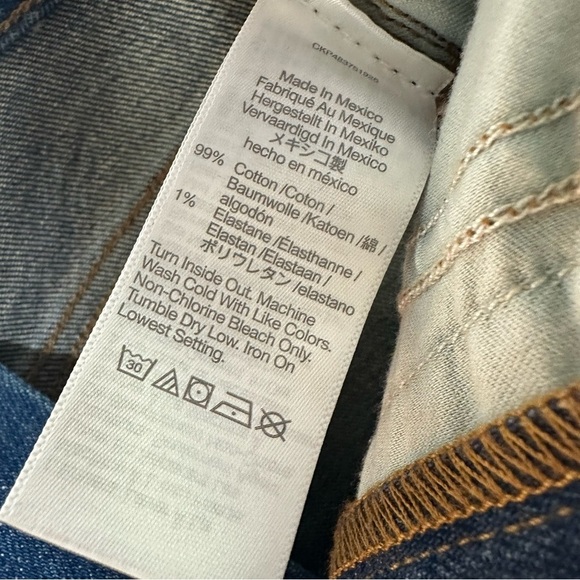 Made In Mexico
Fabriqué Au Mexique
Hergestellt In Mexiko
Vervaardigd In Mexico
メキシコ製
hecho en méxico
99% Cotton /Coton /
Baumwolle /Katoen /綿 /
algodón
1% Elastane /Élasthanne /
Elastan /Elastaan /
ポリウレタン /elastano
Turn Inside Out. Machine
Wash Cold With Like Colors.
Non-Chlorine Bleach Only.
Tumble Dry Low. Iron On
Lowest Setting.
30